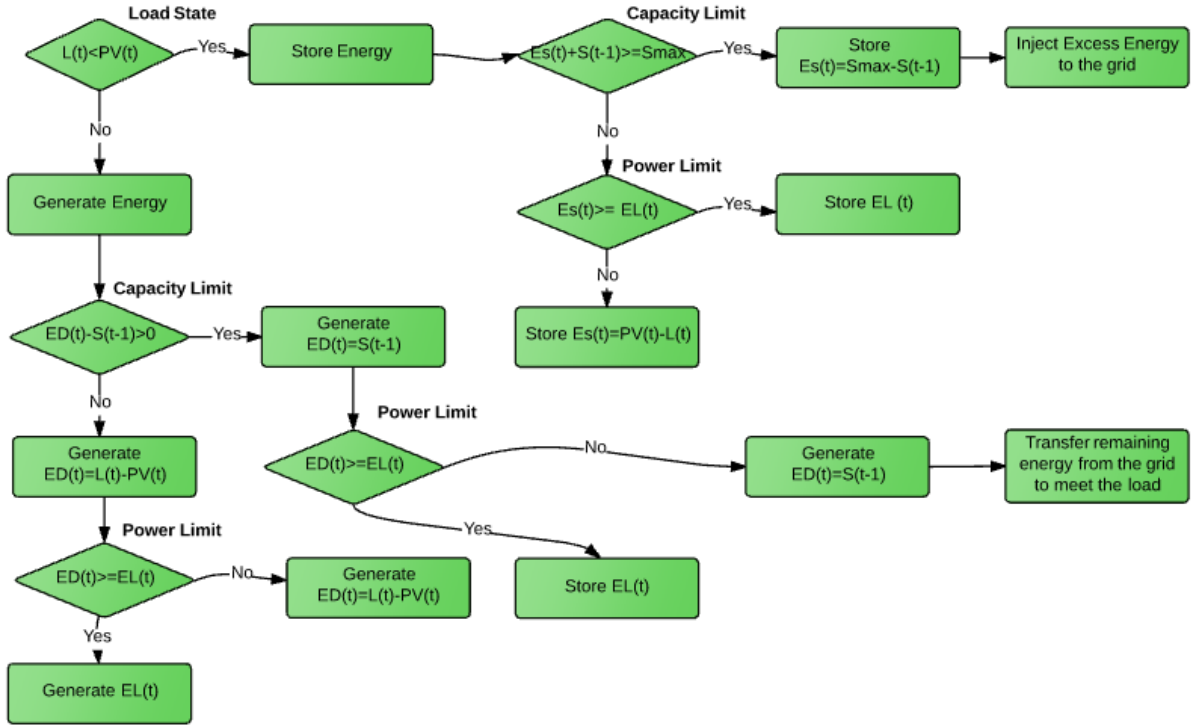 Load State
Capacity Limit
L(t)<PV(t)
Yes
Store Energy
Es(t)+S(t-1)>=Smax
Yes
Store
Es(t)=Smax-S(t-1)
Inject Excess Energy
to the grid
No
No
Power Limit
Generate Energy
Es(t)>= EL(t)
Yes
Store EL (t)
No
Capacity Limit
ED(t)-S(t-1)>0
Yes
Generate
ED(t)=S(t-1)
Store Es(t)=PV(t)-L(t)
No
Power Limit
Generate
ED(t)=L(t)-PV(t)
ED(t)>=EL(t)
No
Generate
ED(t)=S(t-1)
Transfer remaining
energy from the grid
to meet the load
Power Limit
Yes
ED(t)>=EL(t)
No
Generate
ED(t)=L(t)-PV(t)
Store EL(t)
Yes
Generate EL(t)